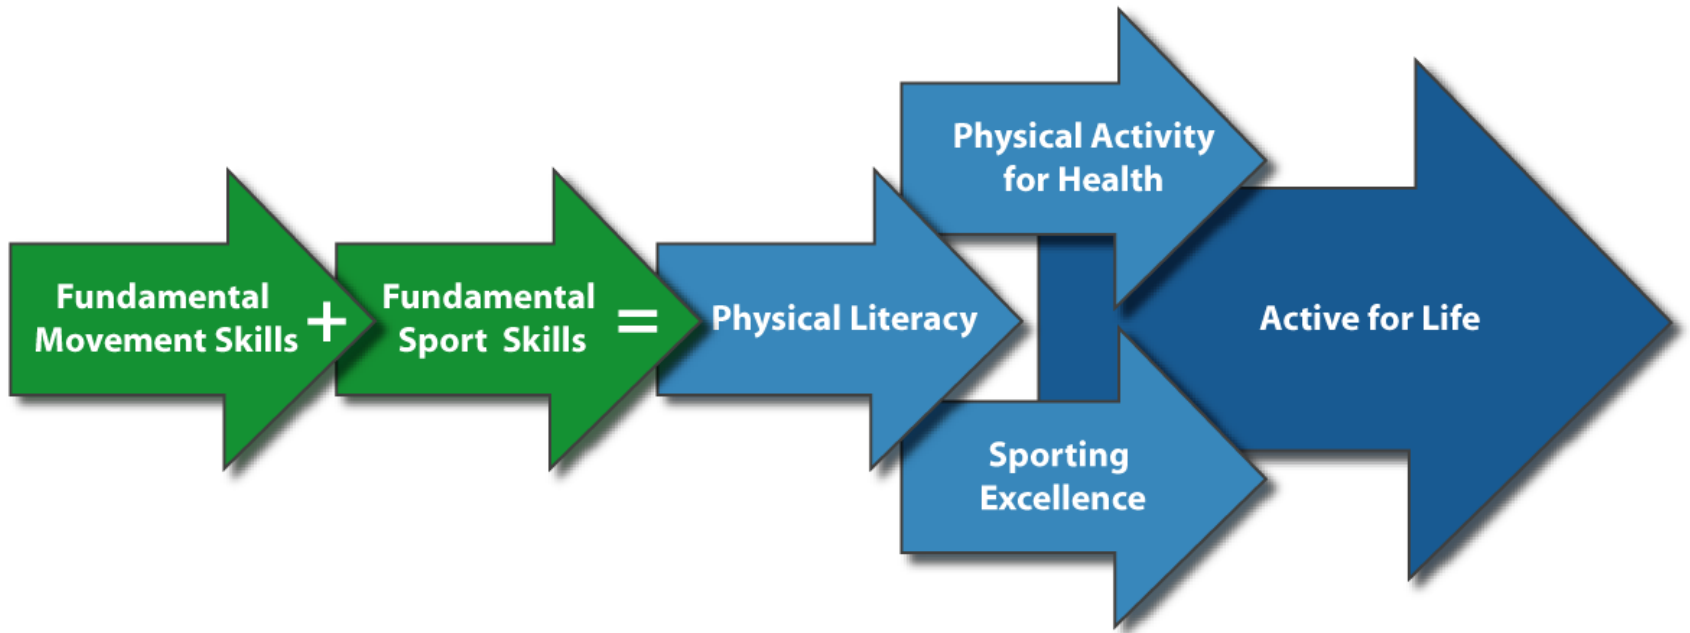 Fundamental
Movement Skills
+
Fundamental
Sport Skills
=
Physical Literacy
Physical Activity
for Health
Sporting
Excellence
Active for Life